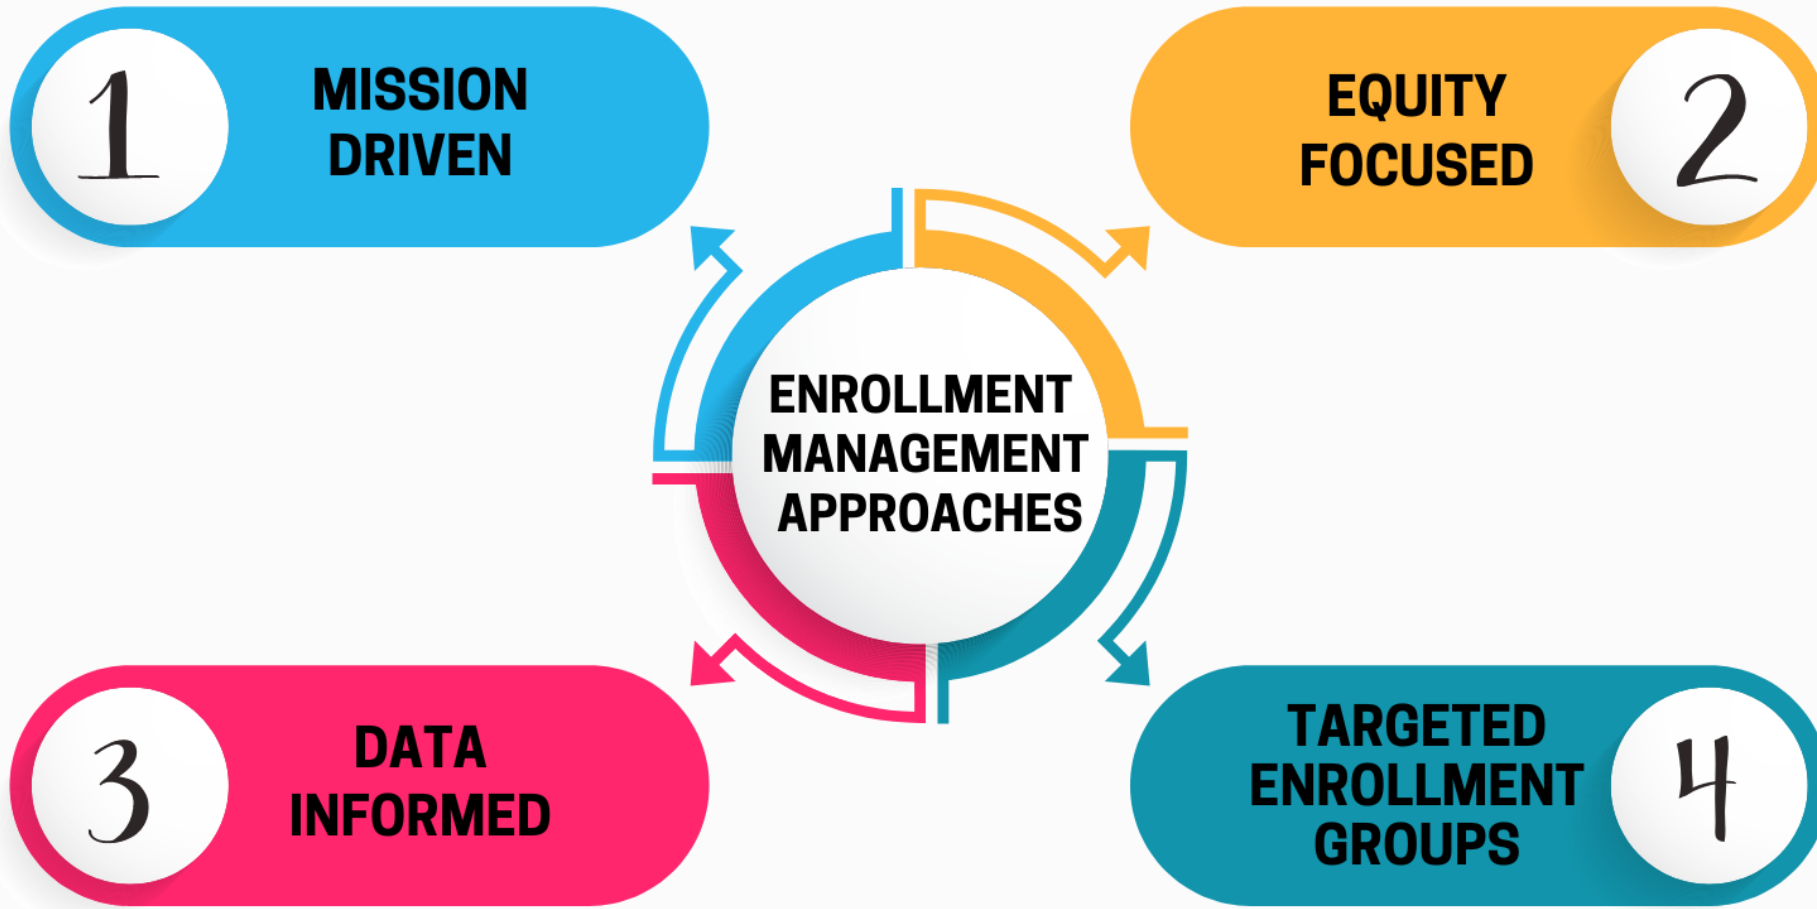 1
MISSION
DRIVEN
2
EQUITY
FOCUSED
ENROLLMENT
MANAGEMENT
APPROACHES
3
DATA
INFORMED
4
TARGETED
ENROLLMENT
GROUPS